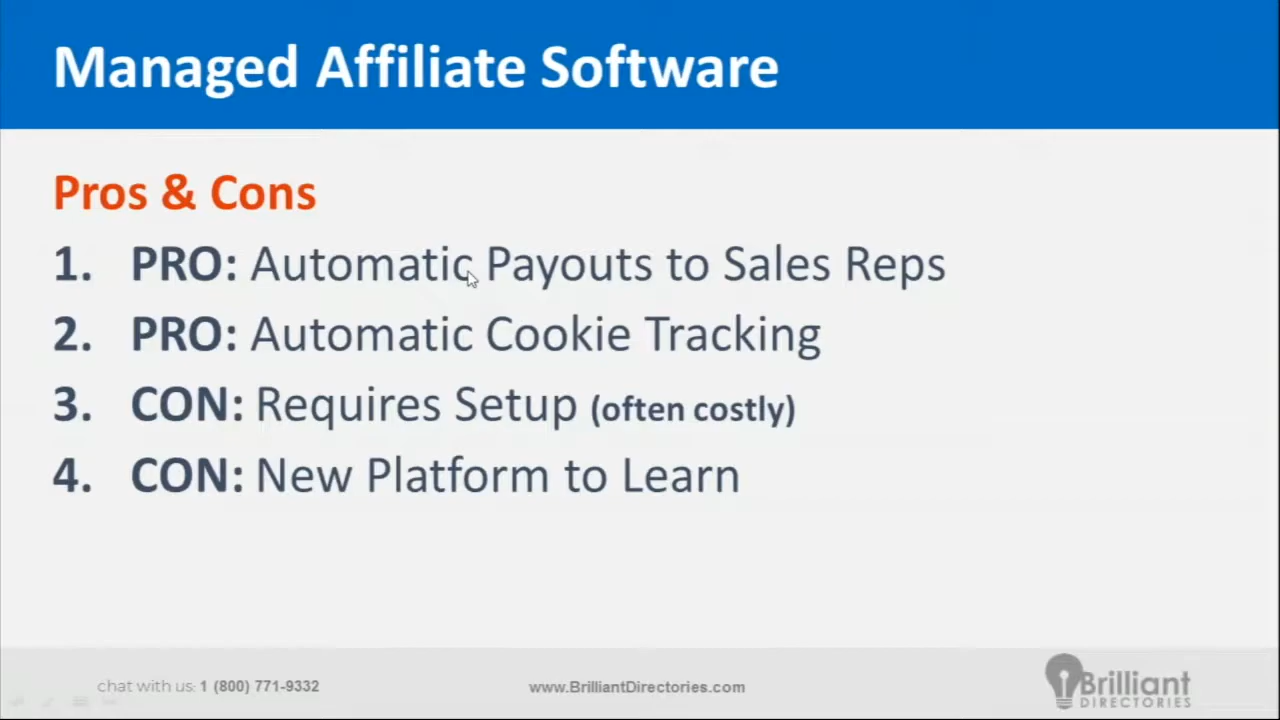 Managed Affiliate Software
Pros & Cons
1. PRO: Automatic Payouts to Sales Reps
2. PRO: Automatic Cookie Tracking
3. CON: Requires Setup (often costly)
4. CON: New Platform to Learn
chat with us: 1 (800) 771-9332
www.BrilliantDirectories.com
Brilliant
DIRECTORIES